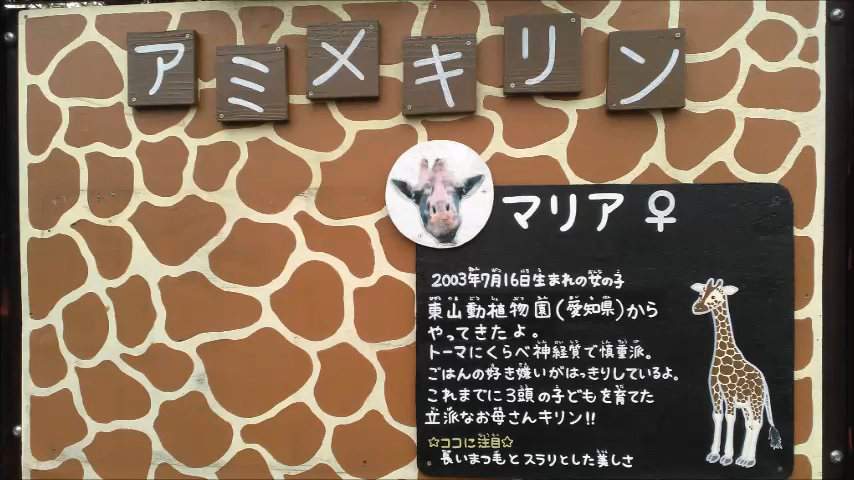 アミメキリン
マリア♀
2003年7月16日生まれの女の子
東山動植物園(愛知県)から
やってきたよ。
トーマにくらべ神経質で慎重派。
ごはんの好き嫌いがはっきりしているよ。
これまでに3頭の子どもを育てた
立派なお母さんキリン!!
☆ココに注目☆
長いまつ毛とスラリとした美しさ